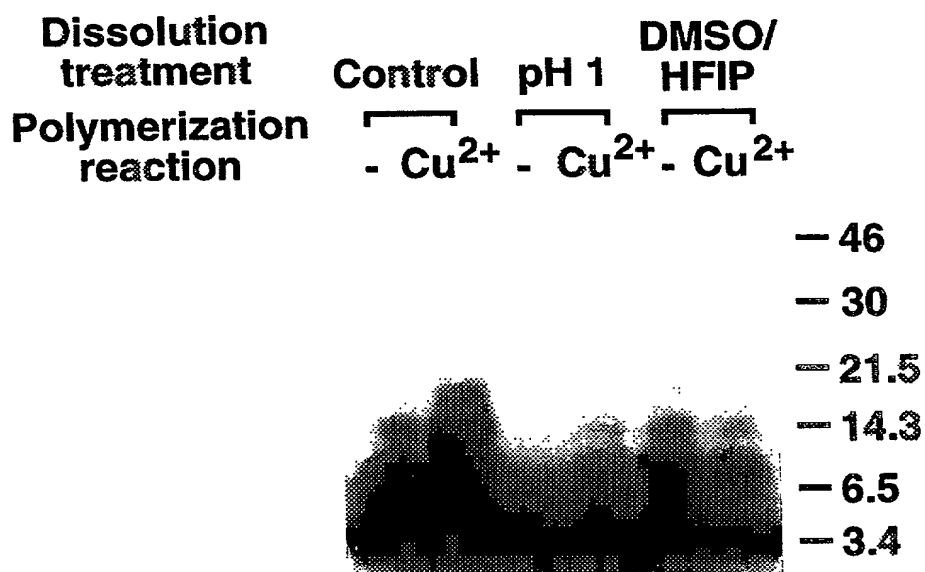 Dissolution
treatment
Control
pH 1
DMSO/
HFIP
Polymerization
reaction
- Cu2+ - Cu2+ - Cu2+
46
30
21.5
14.3
6.5
3.4